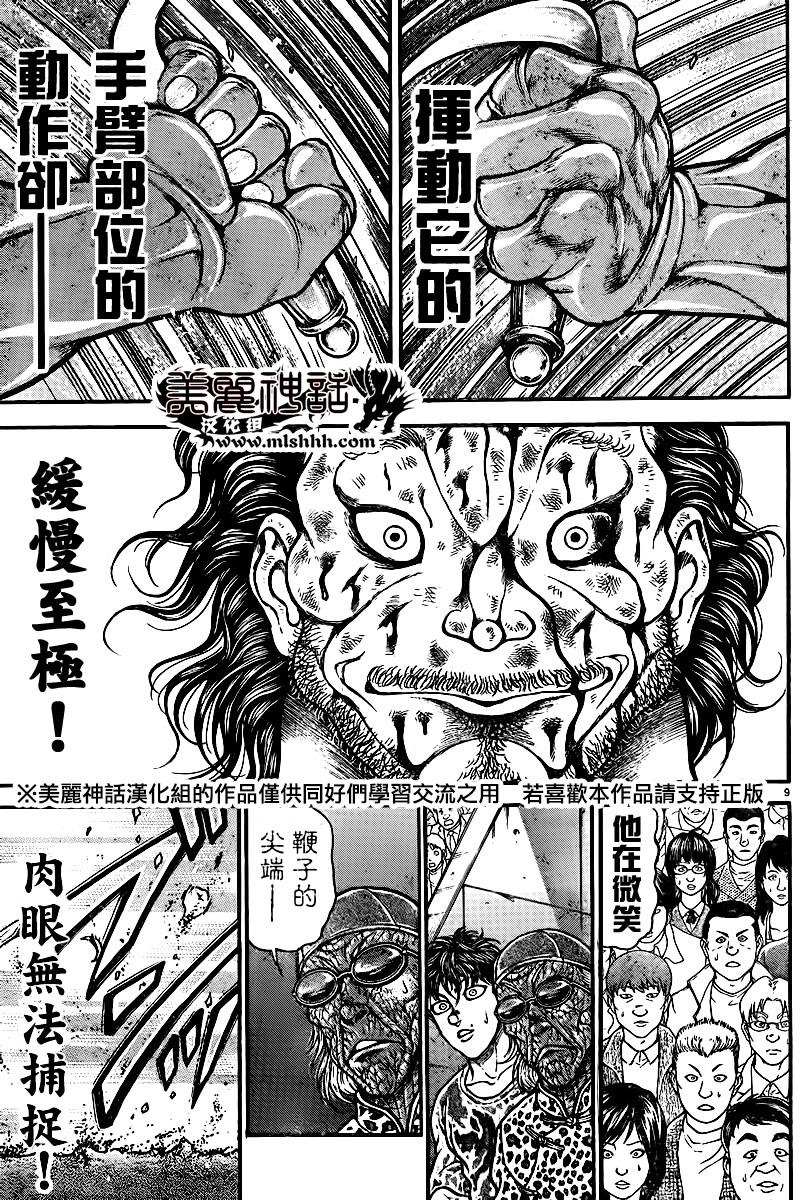 揮動它的
手臂部位的
動作卻——
美麗神話
汉化组
www.mlshhh.com
緩慢至極！
※美麗神話漢化組的作品僅供同好們學習交流之用　若喜歡本作品請支持正版
9
他在微笑
鞭子的
尖端——
肉眼無法捕捉！